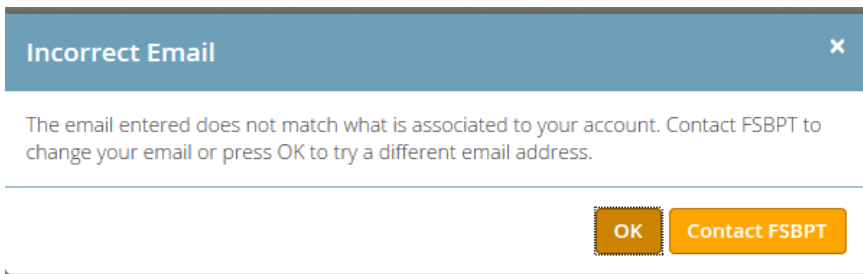 Incorrect Email
×
The email entered does not match what is associated to your account. Contact FSBPT to
change your email or press OK to try a different email address.
OK
Contact FSBPT